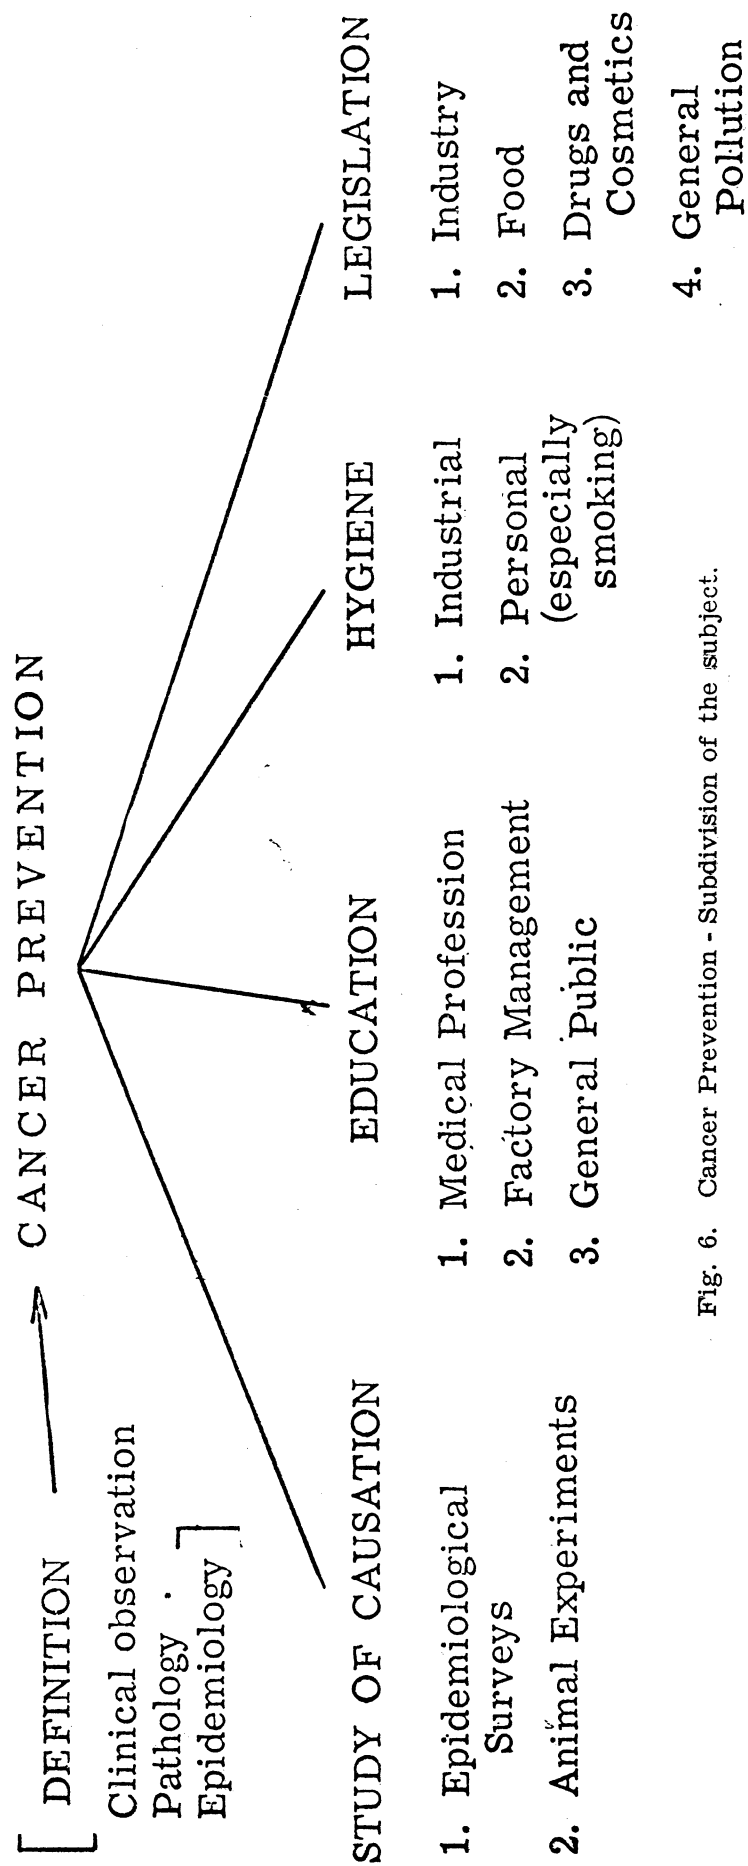 CANCER PREVENTION
[ DEFINITION
Clinical observation
Pathology
Epidemiology ]
STUDY OF CAUSATION
1. Epidemiological
Surveys
2. Animal Experiments
EDUCATION
1. Medical Profession
2. Factory Management
3. General Public
HYGIENE
1. Industrial
2. Personal
(especially
smoking)
LEGISLATION
1. Industry
2. Food
3. Drugs and
Cosmetics
4. General
Pollution
Fig. 6. Cancer Prevention - Subdivision of the subject.